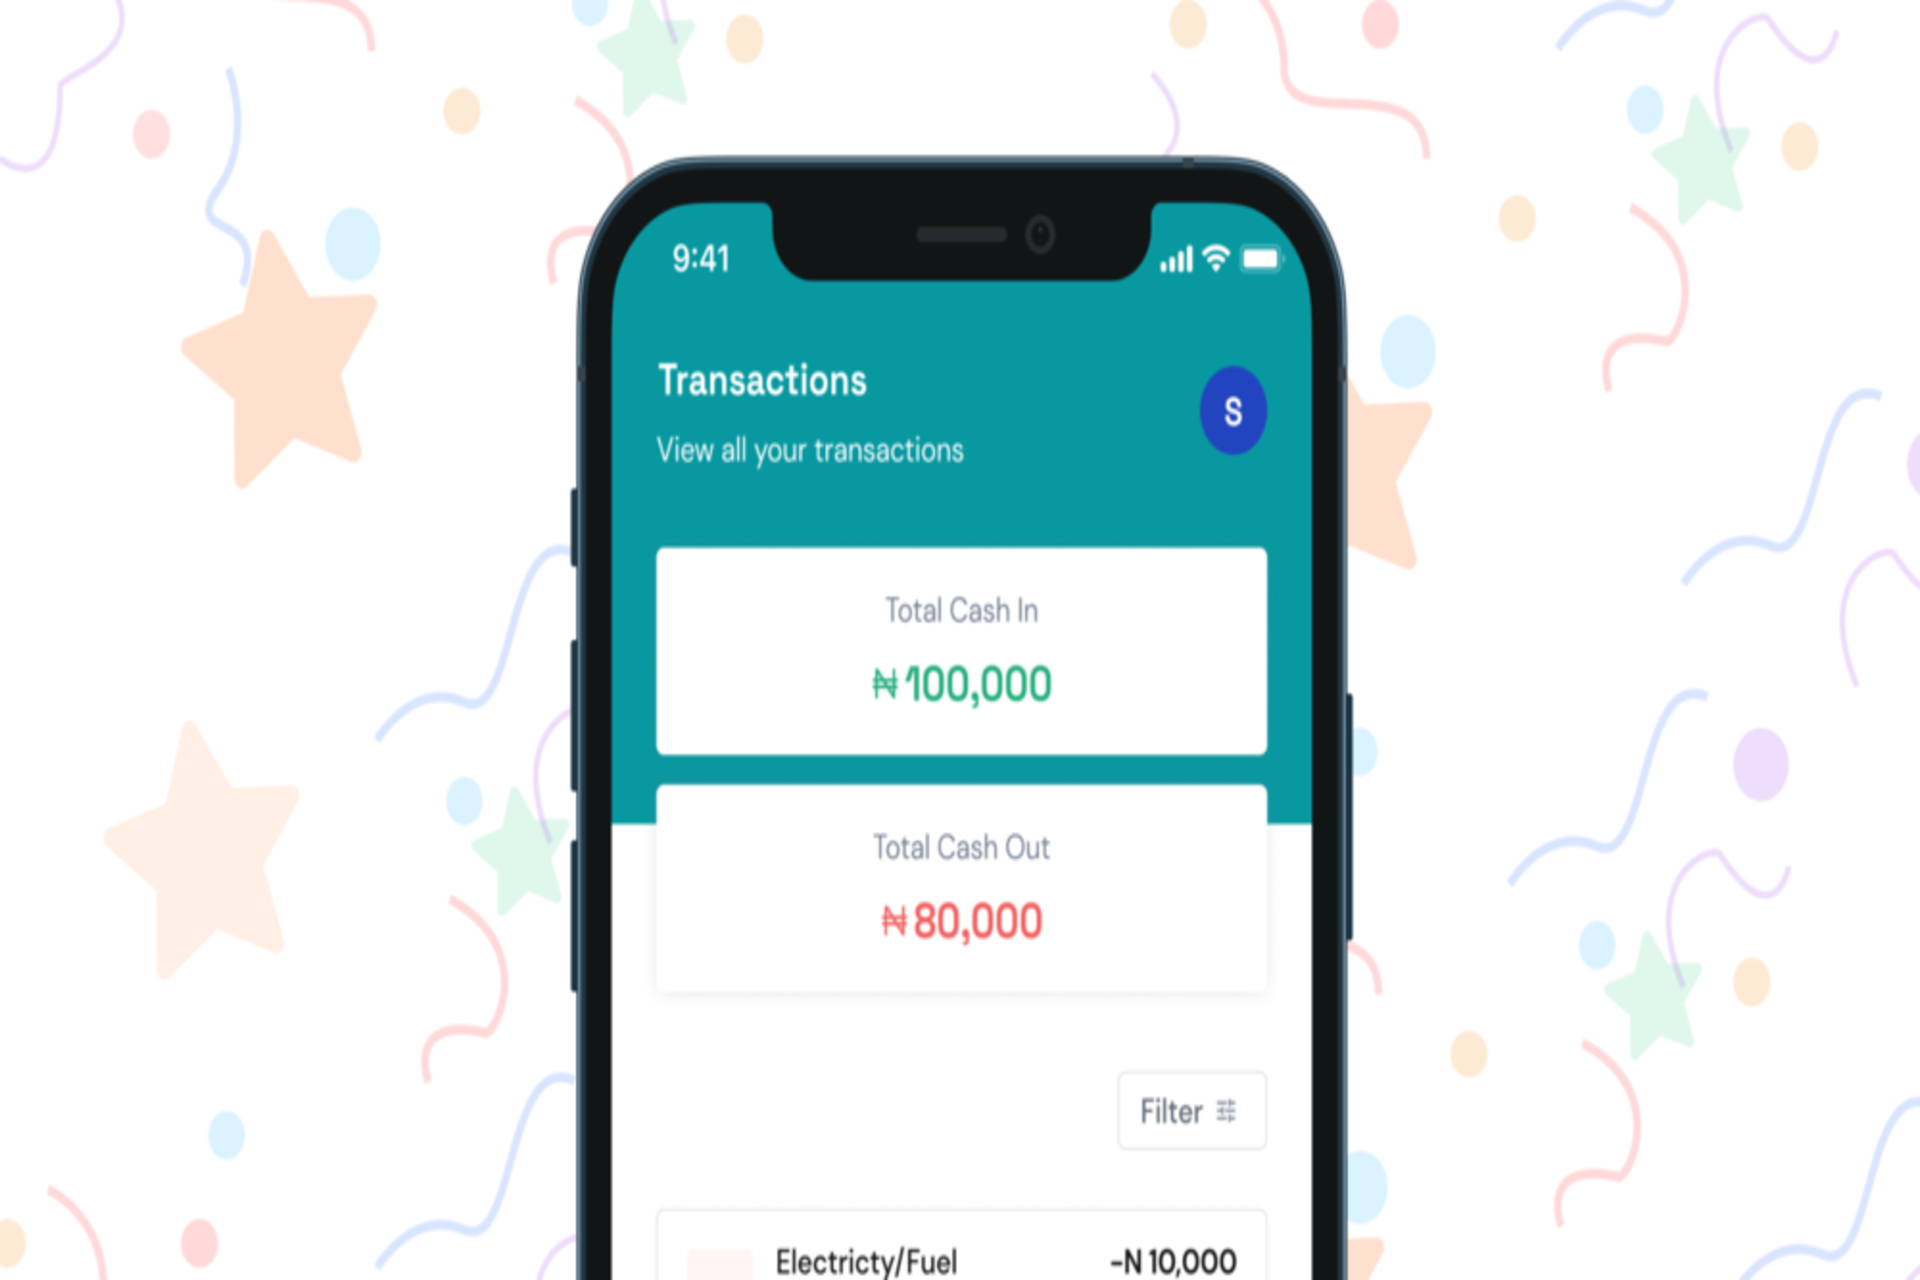 9:41
Transactions
S
View all your transactions
Total Cash In
₦ 100,000
Total Cash Out
₦ 80,000
Filter
Electricty/Fuel
-N 10,000